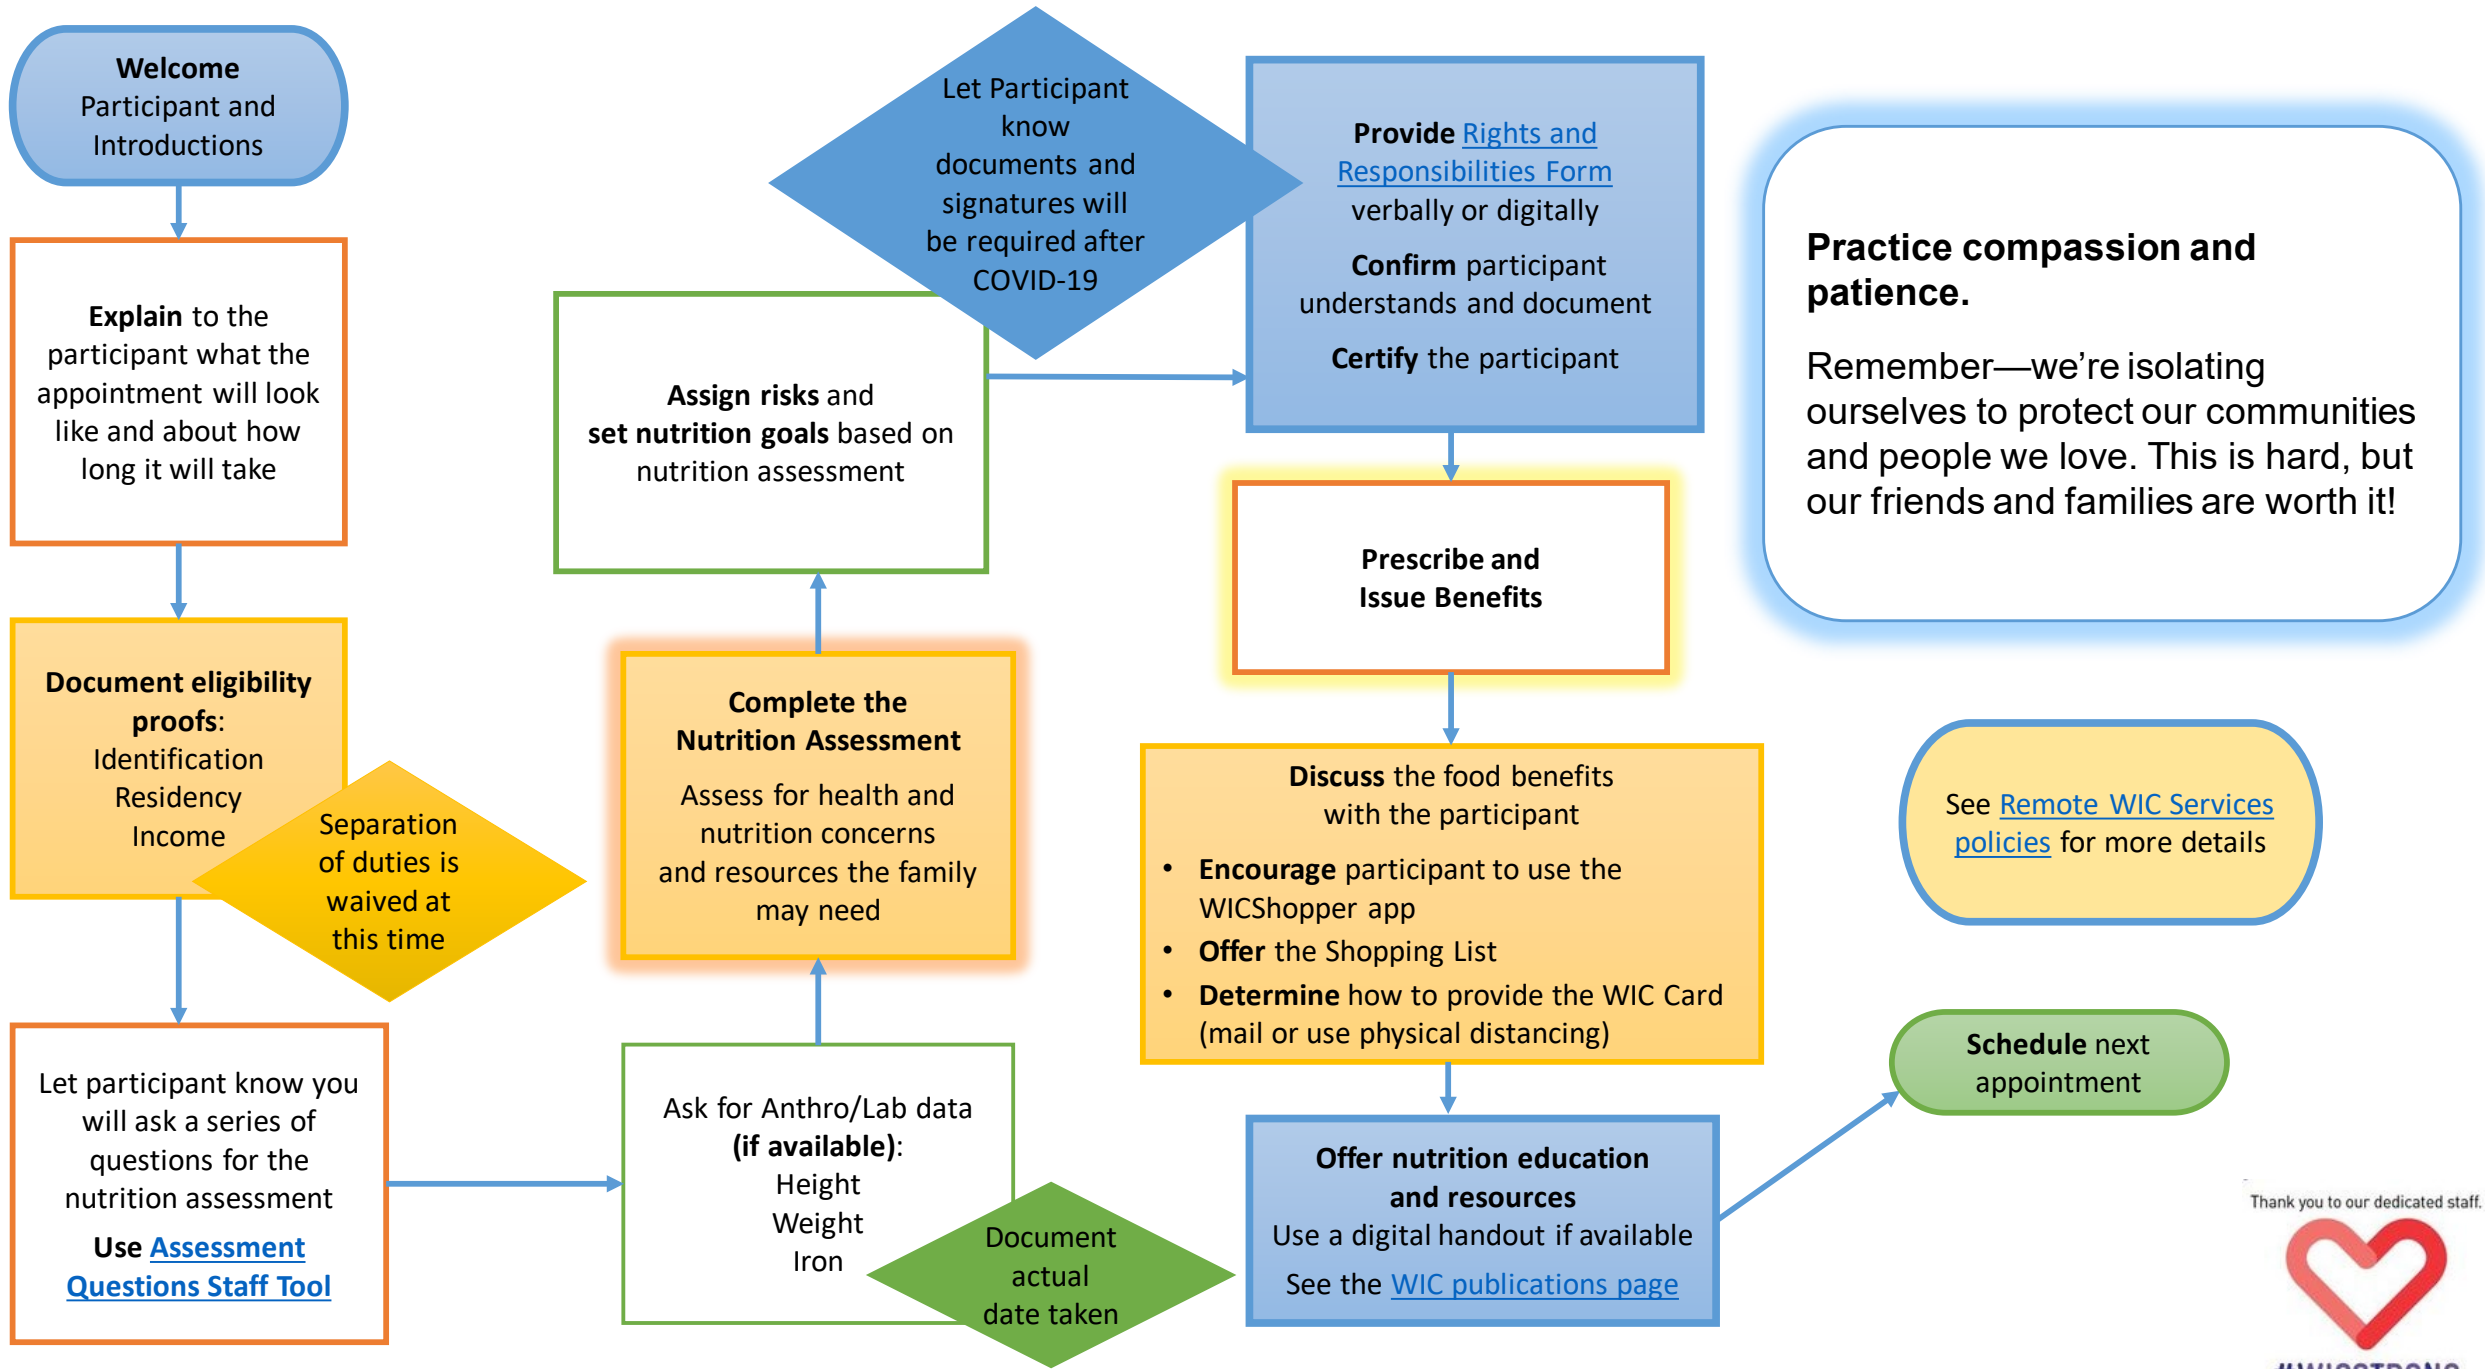 Welcome
Participant and
Introductions
Explain to the
participant what the
appointment will look
like and about how
long it will take
Document eligibility
proofs:
Identification
Residency
Income
Separation
of duties is
waived at
this time
Let participant know you
will ask a series of
questions for the
nutrition assessment
Use Assessment
Questions Staff Tool
Ask for Anthro/Lab data
(if available):
Height
Weight
Iron
Document
actual
date taken
Complete the
Nutrition Assessment
Assess for health and
nutrition concerns
and resources the family
may need
Assign risks and
set nutrition goals based on
nutrition assessment
Let Participant
know
documents and
signatures will
be required after
COVID-19
Provide Rights and
Responsibilities Form
verbally or digitally
Confirm participant
understands and document
Certify the participant
Prescribe and
Issue Benefits
Discuss the food benefits
with the participant
• Encourage participant to use the
WICShopper app
• Offer the Shopping List
• Determine how to provide the WIC Card
(mail or use physical distancing)
Offer nutrition education
and resources
Use a digital handout if available
See the WIC publications page
Schedule next
appointment
Practice compassion and
patience.
Remember—we’re isolating
ourselves to protect our communities
and people we love. This is hard, but
our friends and families are worth it!
See Remote WIC Services
policies for more details
Thank you to our dedicated staff.
#WICSTRONG